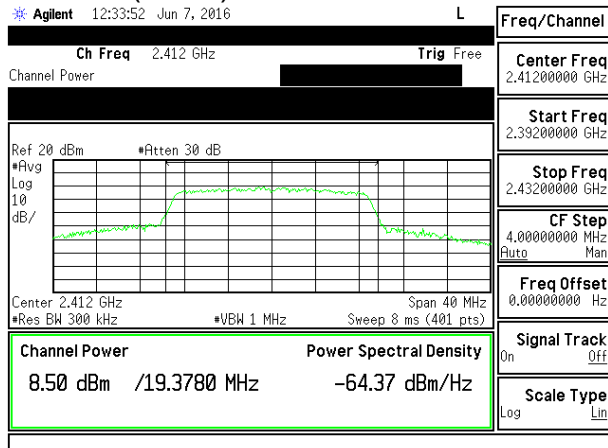 Agilent 12:33:52 Jun 7, 2016 L
Freq/Channel
Ch Freq 2.412 GHz Trig Free
Channel Power
Center Freq
2.41200000 GHz
Start Freq
2.39200000 GHz
Stop Freq
2.43200000 GHz
CF Step
4.00000000 MHz
Auto Man
Freq Offset
0.00000000 Hz
Signal Track
On Off
Scale Type
Log Lin
Ref 20 dBm #Atten 30 dB
#Avg
Log
10
dB/
Center 2.412 GHz Span 40 MHz
#Res BW 300 kHz #VBW 1 MHz Sweep 8 ms (401 pts)
Channel Power Power Spectral Density
8.50 dBm /19.3780 MHz -64.37 dBm/Hz